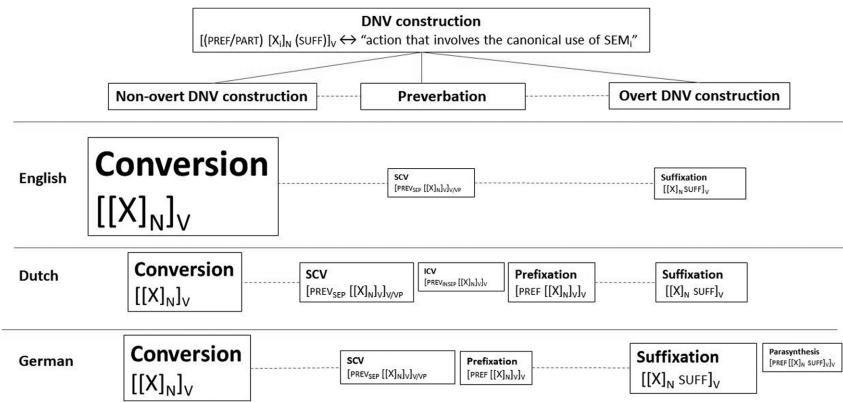 DNV construction
[(PREF/PART) [Xi]N (SUFF)]V ↔ “action that involves the canonical use of SEMi”
Non-overt DNV construction
Preverbation
Overt DNV construction
English
Conversion
[[X]N]V
SCV
[PREVSEP [[X]N]V]V/VP
Suffixation
[[X]N SUFF]V
Dutch
Conversion
[[X]N]V
SCV
[PREVSEP [[X]N]V]V/VP
ICV
[PREVINSEP [[X]N]V]V
Prefixation
[PREF [[X]N]V]V
Suffixation
[[X]N SUFF]V
German
Conversion
[[X]N]V
SCV
[PREVSEP [[X]N]V]V/VP
Prefixation
[PREF [[X]N]V]V
Suffixation
[[X]N SUFF]V
Parasynthesis
[PREF [[X]N SUFF]V]V